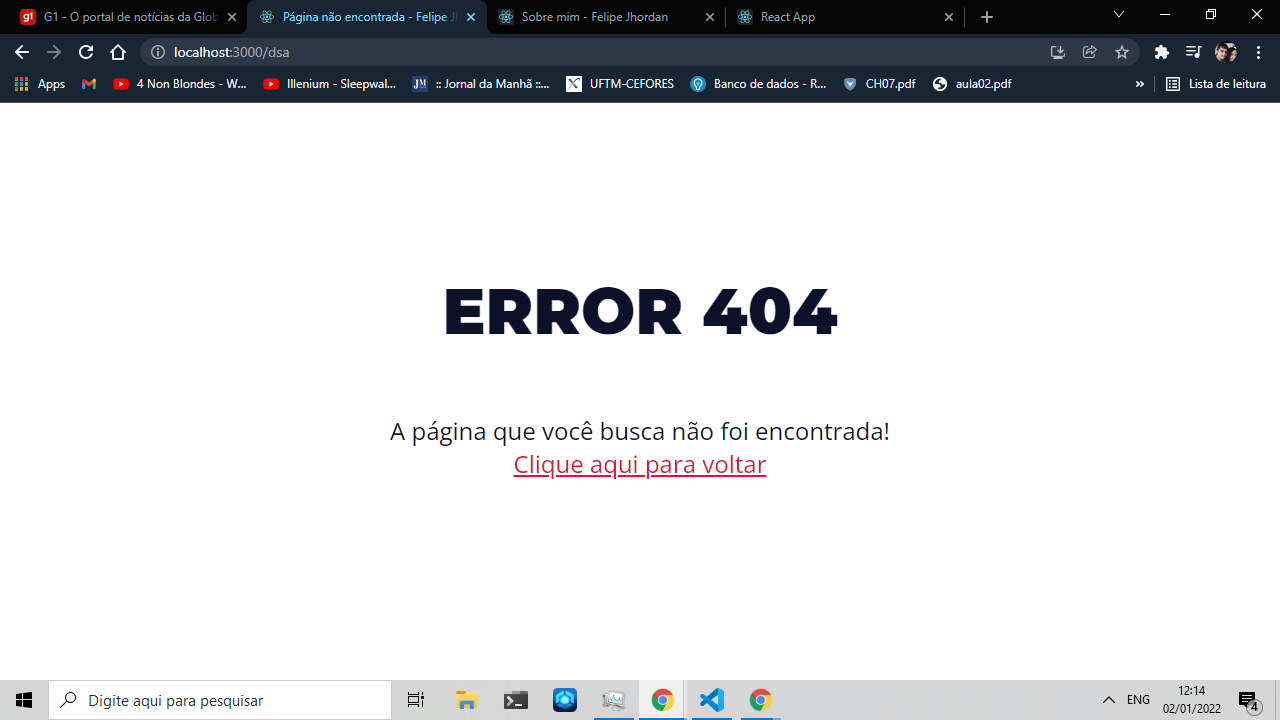 G1 - O portal de notícias da Glob
Página não encontrada - Felipe J
Sobre mim - Felipe Jhordan
React App
localhost:3000/dsa
Apps
4 Non Blondes - W...
Illenium - Sleepwal...
JM
:: Jornal da Manhã ::...
UFTM-CEFORES
Banco de dados - R...
CH07.pdf
aula02.pdf
»
Lista de leitura
ERROR 404
A página que você busca não foi encontrada!
Clique aqui para voltar
Digite aqui para pesquisar
ENG
12:14
02/01/2022
4